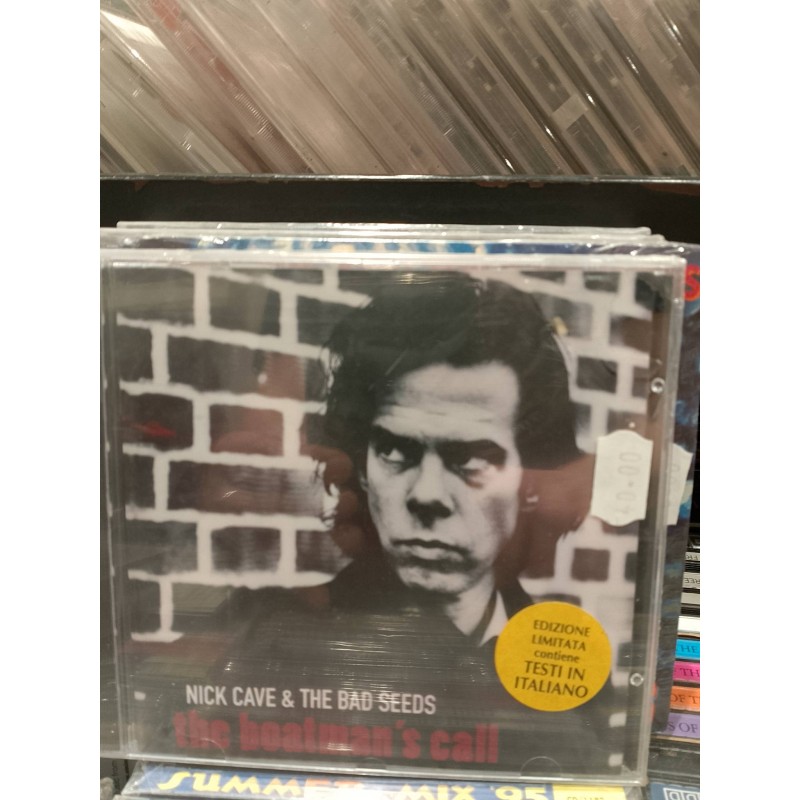 EDIZIONE
LIMITATA
contiene
TESTI IN
ITALIANO
NICK CAVE & THE BAD SEEDS
the boatman's call
SUMMER MIX '95